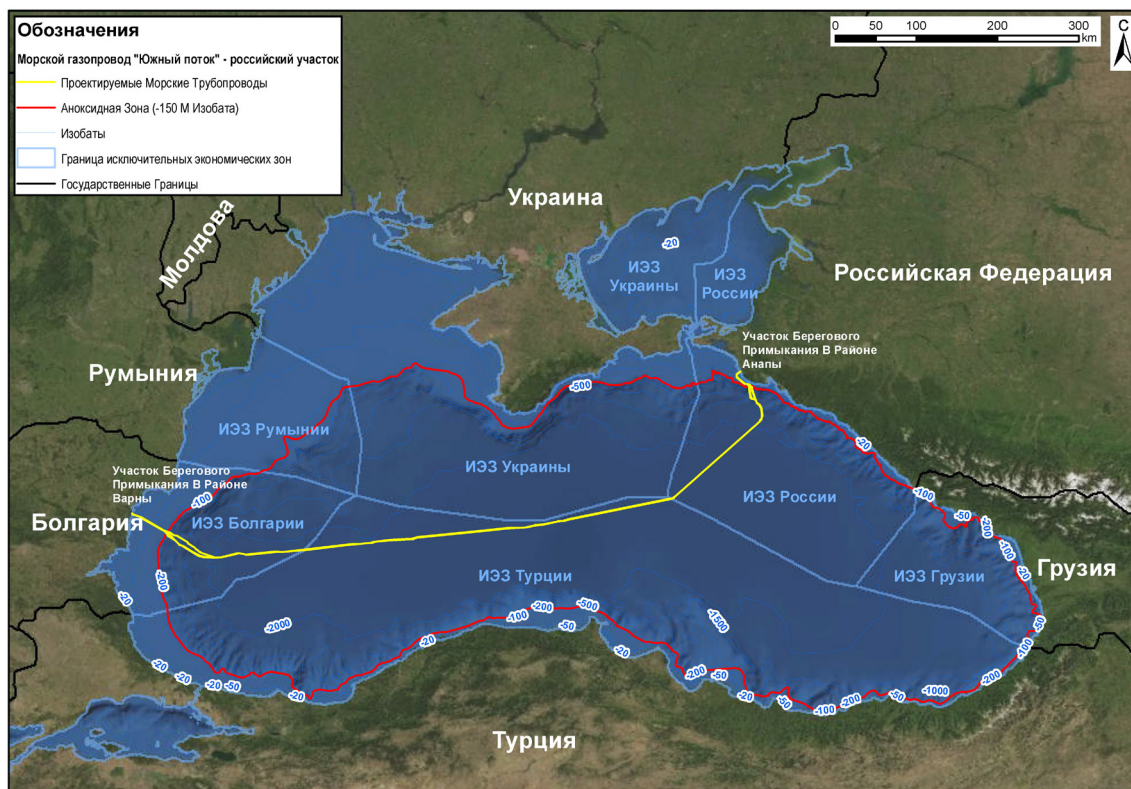 Обозначения
Морской газопровод "Южный поток" - российский участок
Проектируемые Морские Трубопроводы
Аноксидная Зона (-150 М Изобата)
Изобаты
Граница исключительных экономических зон
Государственные Границы
0 50 100 200 300
km
С
Украина
Молдова
-20
ИЭЗ
Украины
ИЭЗ
России
Российская Федерация
Участок Берегового
Примыкания В Районе
Анапы
Румыния
-500
ИЭЗ Румынии
-20
ИЭЗ Украины
Участок Берегового
Примыкания В Районе
Варны
-100
ИЭЗ России
-100
Болгария
ИЭЗ Болгарии
-50
-200
-100
-200
ИЭЗ Турции
ИЭЗ Грузии
-20
Грузия
-20
-2000
-100
-200
-500
-50
-1500
-50
-20
-20
-100
-20
-20
-20
-50
-20
-200
-50
-20
-50
-100
-200
-50
-1000
-200
Турция